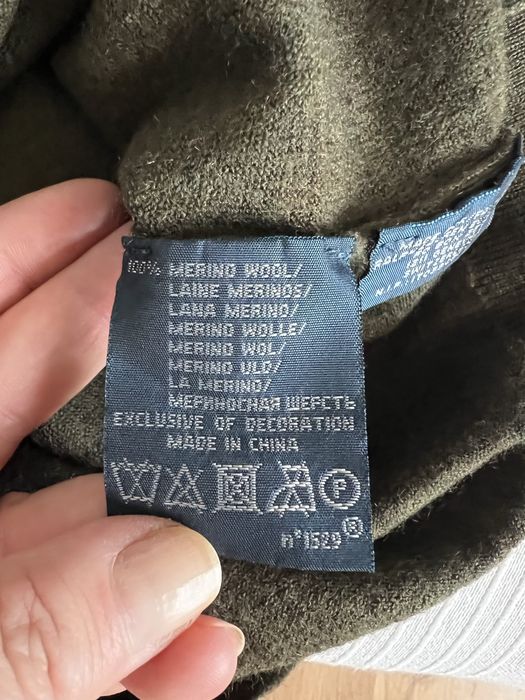 100% MERINO WOOL/
LAINE MERINOS/
LANA MERINO/
MERINO WOLLE/
MERINO WOL/
MERINO ULD/
LA MERINO/
МЕРИНОСНАЯ ШЕРСТЬ
EXCLUSIVE OF DECORATION
MADE IN CHINA
P
n°1529®